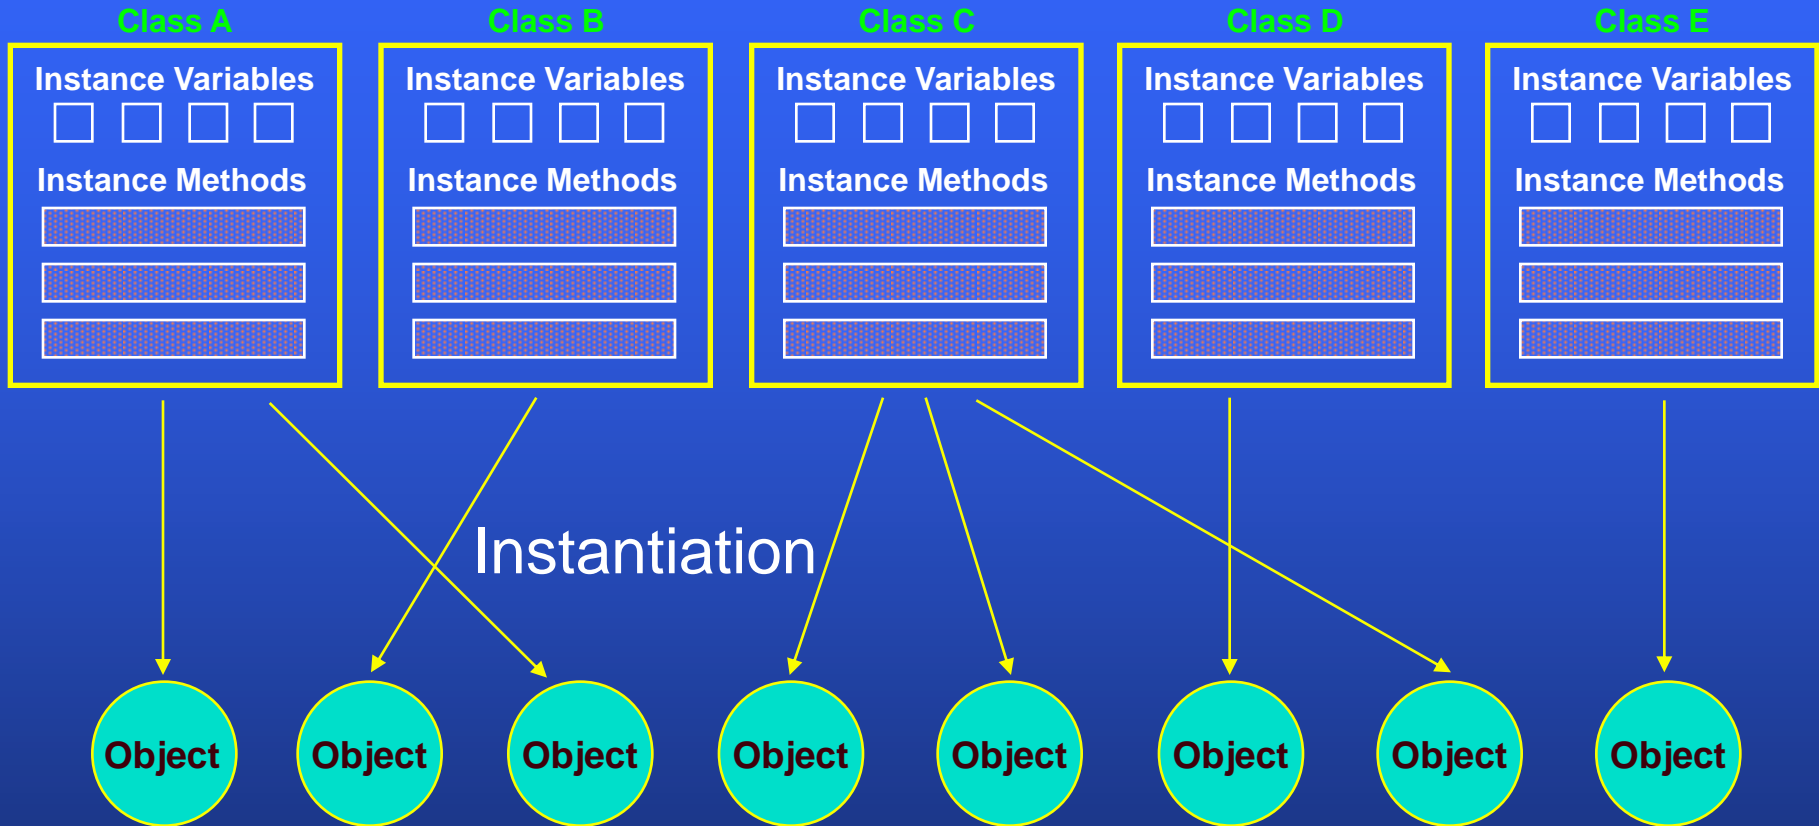 Class A Class B Class C Class D Class E
Instance Variables Instance Variables Instance Variables Instance Variables Instance Variables
Instance Methods Instance Methods Instance Methods Instance Methods Instance Methods
Instantiation
Object Object Object Object Object Object Object Object